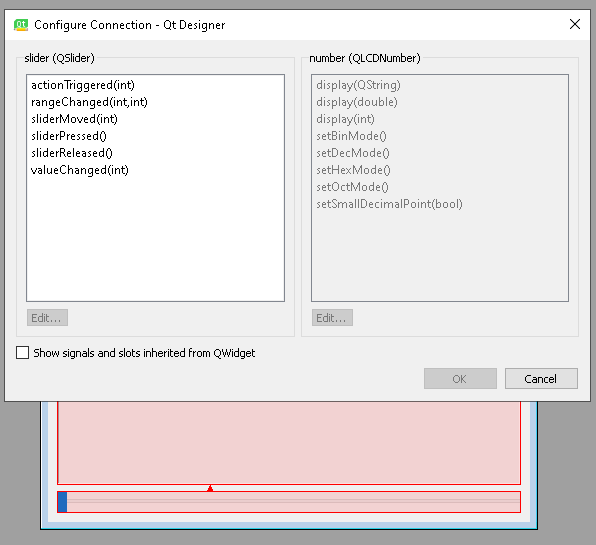 Qt Configure Connection - Qt Designer
slider (QSlider)
actionTriggered(int)
rangeChanged(int,int)
sliderMoved(int)
sliderPressed()
sliderReleased()
valueChanged(int)
Edit...
number (QLCDNumber)
display(QString)
display(double)
display(int)
setBinMode()
setDecMode()
setHexMode()
setOctMode()
setSmallDecimalPoint(bool)
Edit...
Show signals and slots inherited from QWidget
OK
Cancel